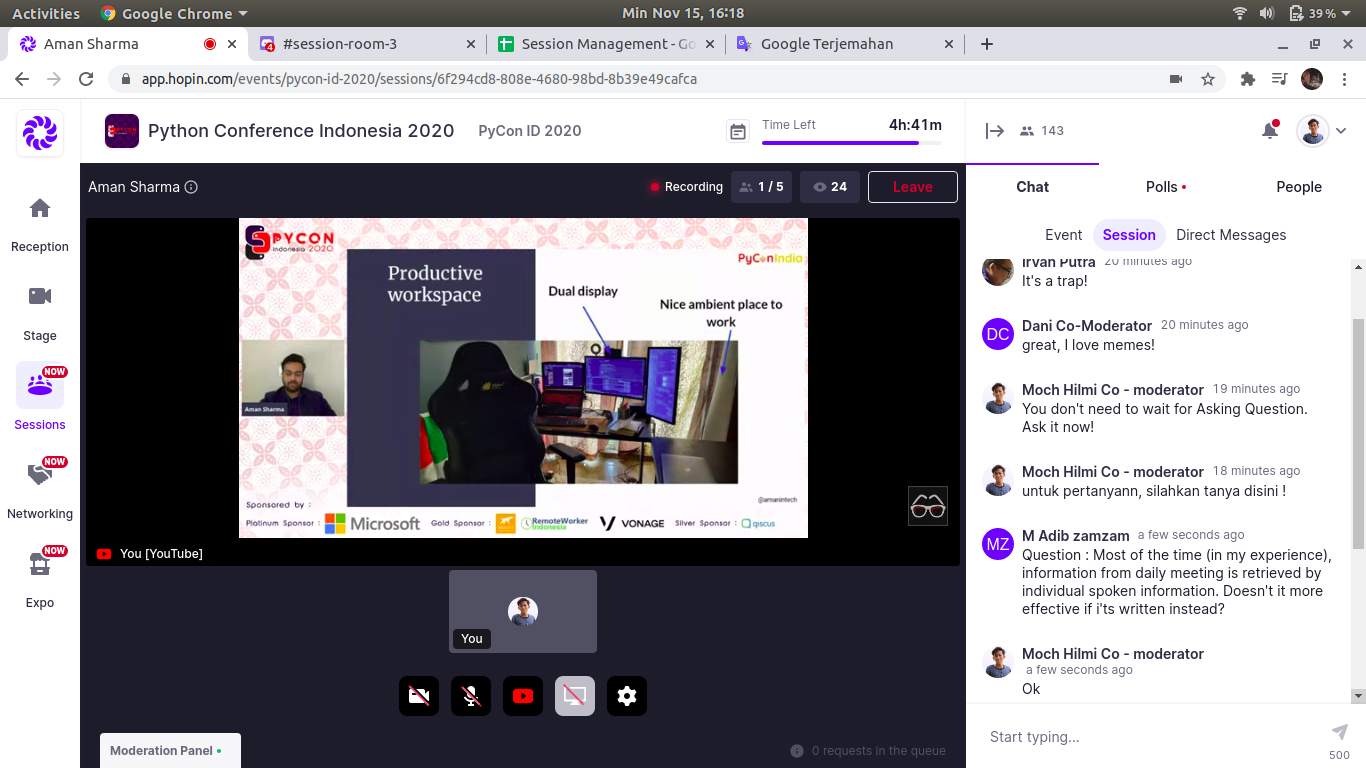 Activities
Google Chrome
Min Nov 15, 16:18
39 %
Aman Sharma
#session-room-3
Session Management - Go
Google Terjemahan
app.hopin.com/events/pycon-id-2020/sessions/6f294cd8-808e-4680-98bd-8b39e49cafca
Python Conference Indonesia 2020
PyCon ID 2020
Time Left
4h:41m
143
Reception
Stage
NOW
Sessions
NOW
Networking
NOW
Expo
Aman Sharma
Recording
1 / 5
24
Leave
PYCON
Indonesia 2020
PyConIndia
Productive
workspace
Dual display
Nice ambient place to
work
Aman Sharma
@amanintech
Sponsored by :
Platinum Sponsor :
Microsoft
Gold Sponsor :
RemoteWorker
Indonesia
VONAGE
Silver Sponsor :
qiscus
You [YouTube]
You
Moderation Panel
0 requests in the queue
Chat
Polls
People
Event
Session
Direct Messages
Irvan Putra 20 minutes ago
It's a trap!
DC
Dani Co-Moderator 20 minutes ago
great, I love memes!
Moch Hilmi Co - moderator 19 minutes ago
You don't need to wait for Asking Question.
Ask it now!
Moch Hilmi Co - moderator 18 minutes ago
untuk pertanyann, silahkan tanya disini !
MZ
M Adib zamzam a few seconds ago
Question : Most of the time (in my experience),
information from daily meeting is retrieved by
individual spoken information. Doesn't it more
effective if i'ts written instead?
Moch Hilmi Co - moderator
a few seconds ago
Ok
Start typing...
500